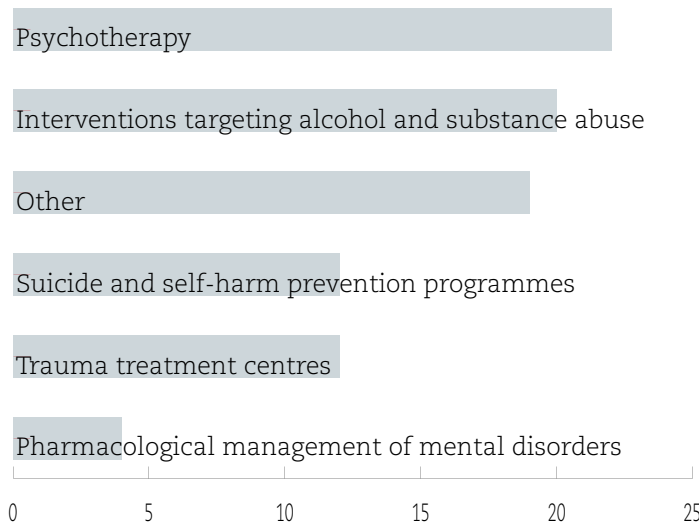 Psychotherapy
Interventions targeting alcohol and substance abuse
Other
Suicide and self-harm prevention programmes
Trauma treatment centres
Pharmacological management of mental disorders
0 5 10 15 20 25